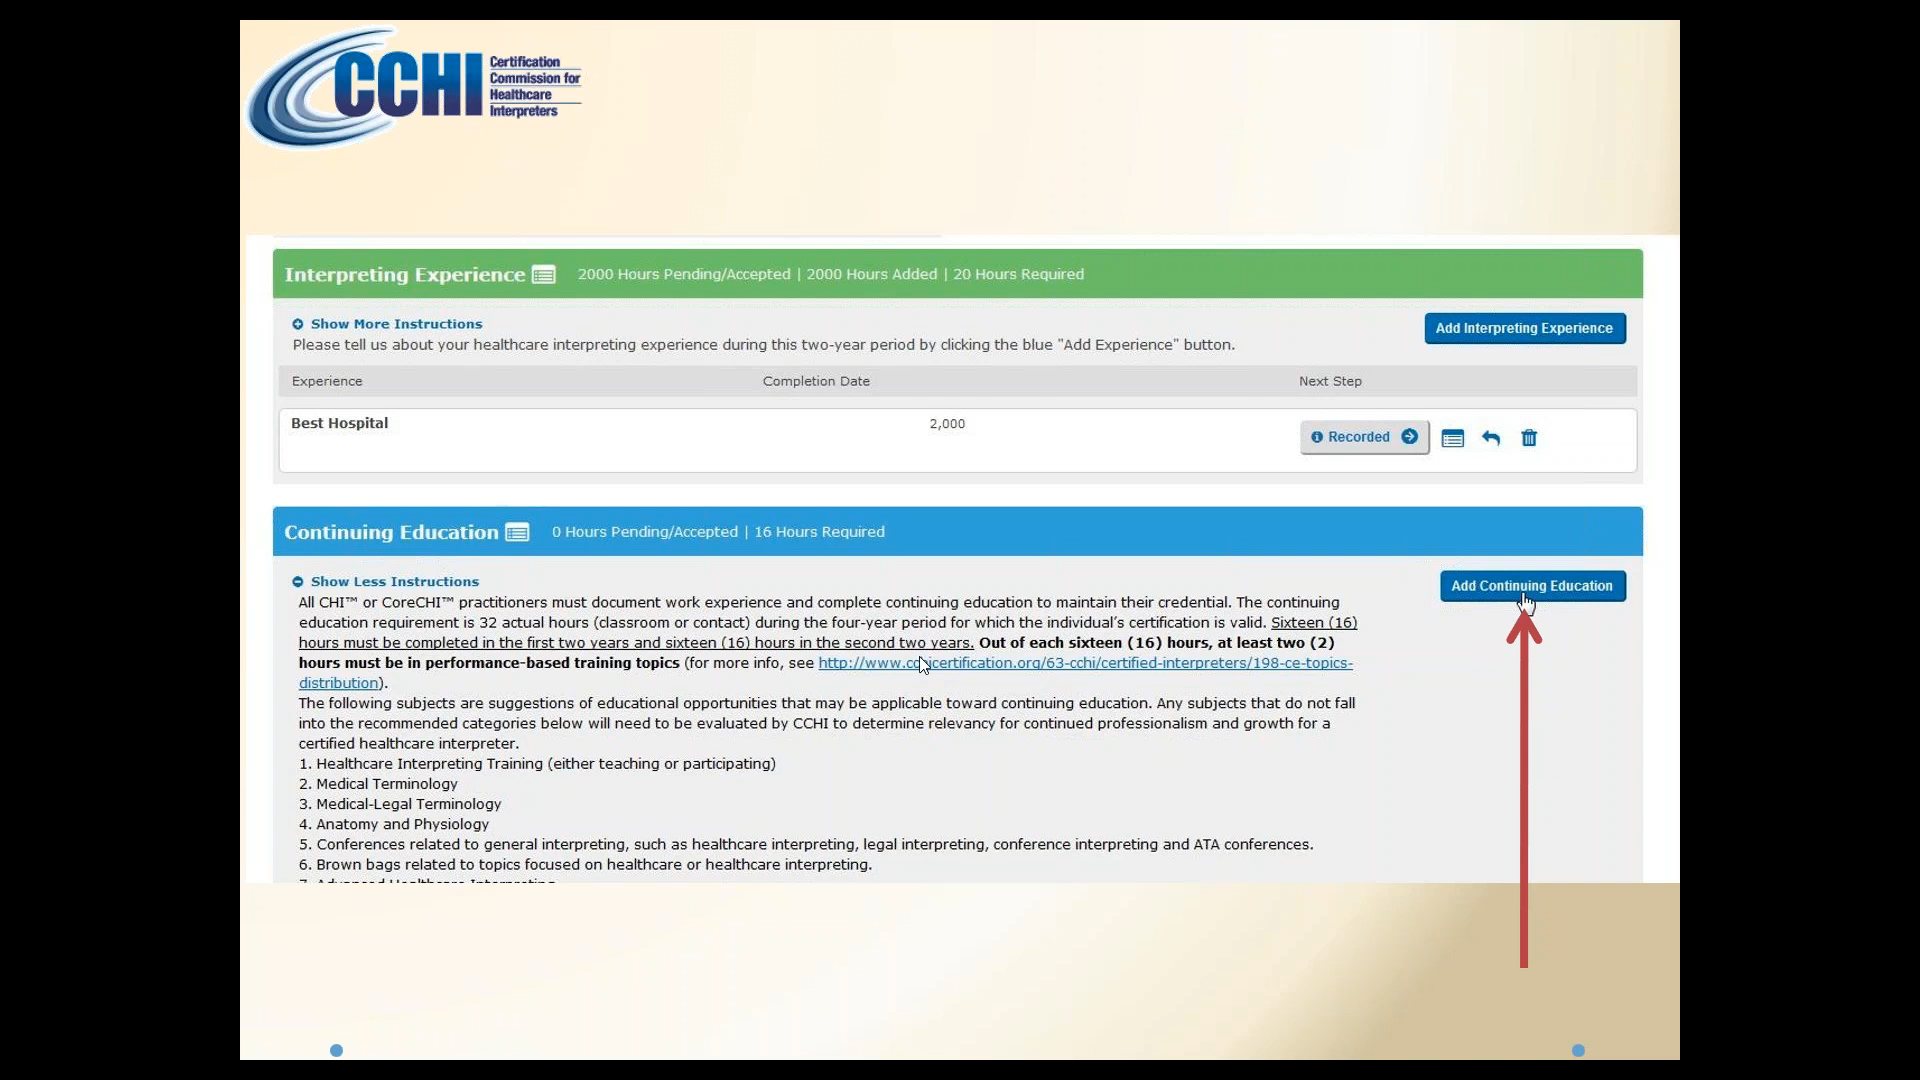 CCHI
Certification
Commission for
Healthcare
Interpreters
Interpreting Experience 2000 Hours Pending/Accepted | 2000 Hours Added | 20 Hours Required
Show More Instructions
Add Interpreting Experience
Please tell us about your healthcare interpreting experience during this two-year period by clicking the blue "Add Experience" button.
Experience Completion Date Next Step
Best Hospital 2,000
Recorded
Continuing Education 0 Hours Pending/Accepted | 16 Hours Required
Show Less Instructions
Add Continuing Education
All CHI™ or CoreCHI™ practitioners must document work experience and complete continuing education to maintain their credential. The continuing
education requirement is 32 actual hours (classroom or contact) during the four-year period for which the individual's certification is valid. Sixteen (16)
hours must be completed in the first two years and sixteen (16) hours in the second two years. Out of each sixteen (16) hours, at least two (2)
hours must be in performance-based training topics (for more info, see http://www.cchicertification.org/63-cchi/certified-interpreters/198-ce-topics-
distribution).
The following subjects are suggestions of educational opportunities that may be applicable toward continuing education. Any subjects that do not fall
into the recommended categories below will need to be evaluated by CCHI to determine relevancy for continued professionalism and growth for a
certified healthcare interpreter.
1. Healthcare Interpreting Training (either teaching or participating)
2. Medical Terminology
3. Medical-Legal Terminology
4. Anatomy and Physiology
5. Conferences related to general interpreting, such as healthcare interpreting, legal interpreting, conference interpreting and ATA conferences.
6. Brown bags related to topics focused on healthcare or healthcare interpreting.
7. Advanced Healthcare Interpreting